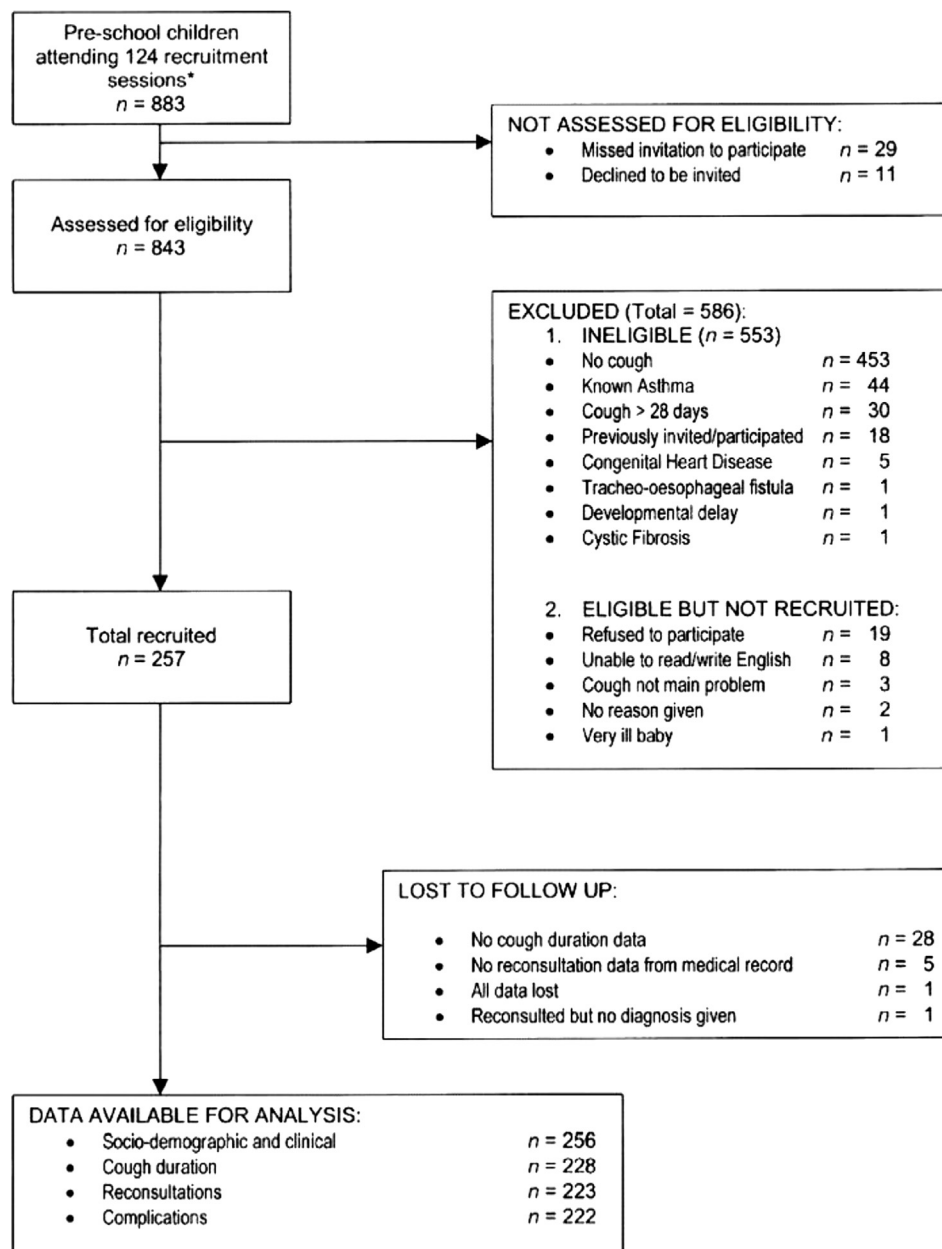 Pre-school children
attending 124 recruitment
sessions*
n = 883
NOT ASSESSED FOR ELIGIBILITY:
• Missed invitation to participate n = 29
• Declined to be invited n = 11
Assessed for eligibility
n = 843
EXCLUDED (Total = 586):
1. INELIGIBLE (n = 553)
• No cough n = 453
• Known Asthma n = 44
• Cough > 28 days n = 30
• Previously invited/participated n = 18
• Congenital Heart Disease n = 5
• Tracheo-oesophageal fistula n = 1
• Developmental delay n = 1
• Cystic Fibrosis n = 1
2. ELIGIBLE BUT NOT RECRUITED:
• Refused to participate n = 19
• Unable to read/write English n = 8
• Cough not main problem n = 3
• No reason given n = 2
• Very ill baby n = 1
Total recruited
n = 257
LOST TO FOLLOW UP:
• No cough duration data n = 28
• No reconsultation data from medical record n = 5
• All data lost n = 1
• Reconsulted but no diagnosis given n = 1
DATA AVAILABLE FOR ANALYSIS:
• Socio-demographic and clinical n = 256
• Cough duration n = 228
• Reconsultations n = 223
• Complications n = 222